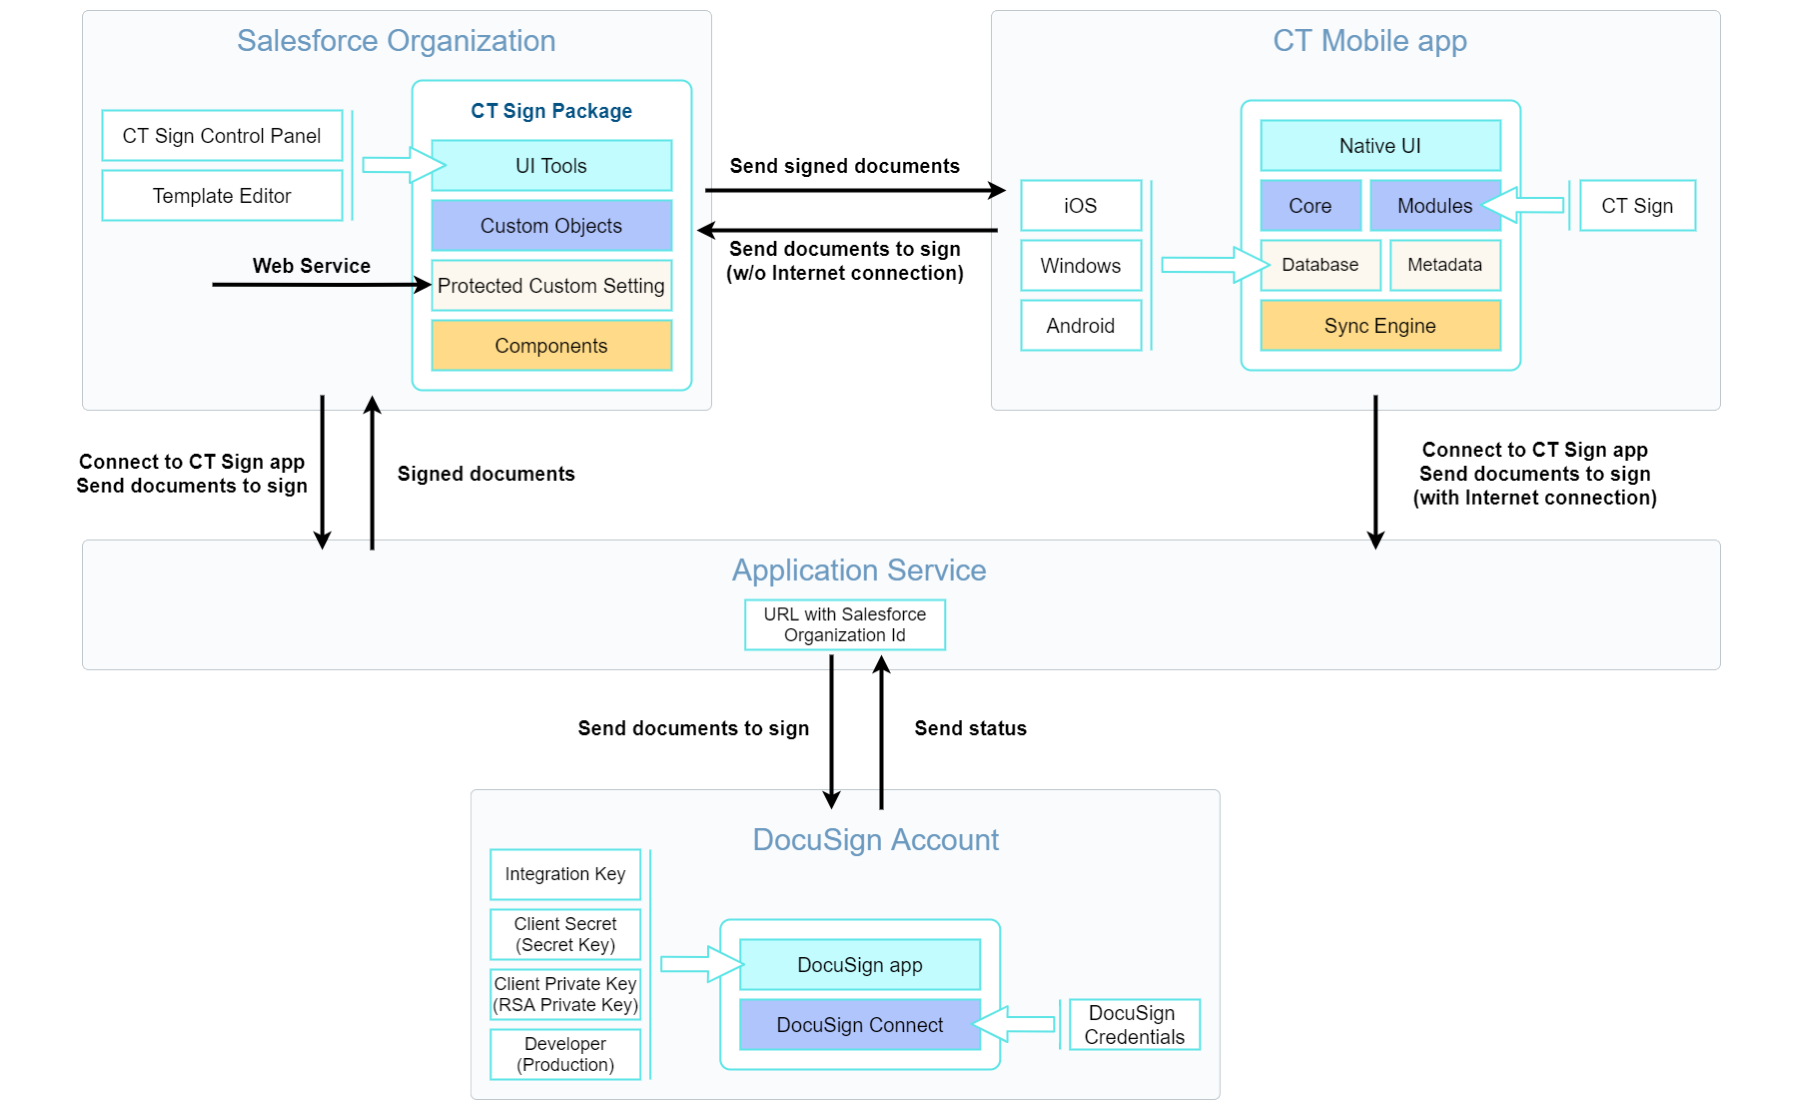 Salesforce Organization
CT Sign Control Panel
Template Editor
CT Sign Package
UI Tools
Custom Objects
Protected Custom Setting
Components
Web Service
Send signed documents
Send documents to sign
(w/o Internet connection)
CT Mobile app
iOS
Windows
Android
Native UI
Core
Modules
Database
Metadata
Sync Engine
CT Sign
Connect to CT Sign app
Send documents to sign
Signed documents
Connect to CT Sign app
Send documents to sign
(with Internet connection)
Application Service
URL with Salesforce
Organization Id
Send documents to sign
Send status
DocuSign Account
Integration Key
Client Secret
(Secret Key)
Client Private Key
(RSA Private Key)
Developer
(Production)
DocuSign app
DocuSign Connect
DocuSign
Credentials